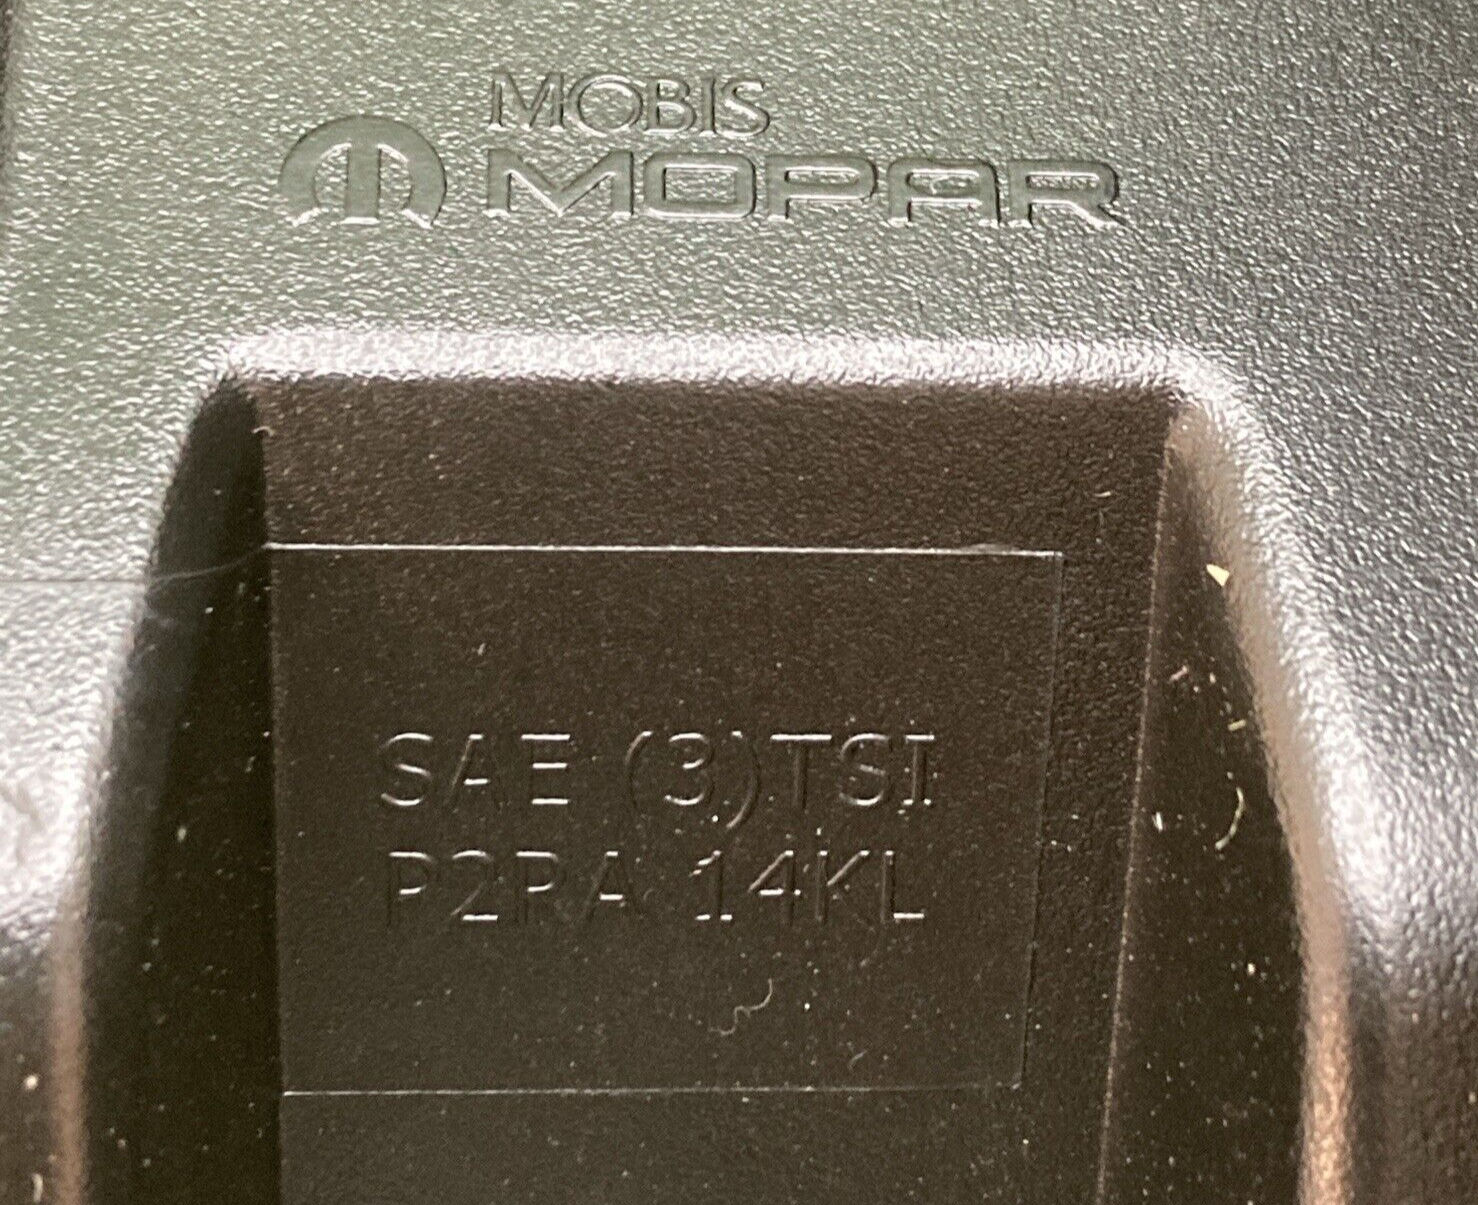 MOBIS
MOPAR
SAE (3)TSI
P2RA 14KL